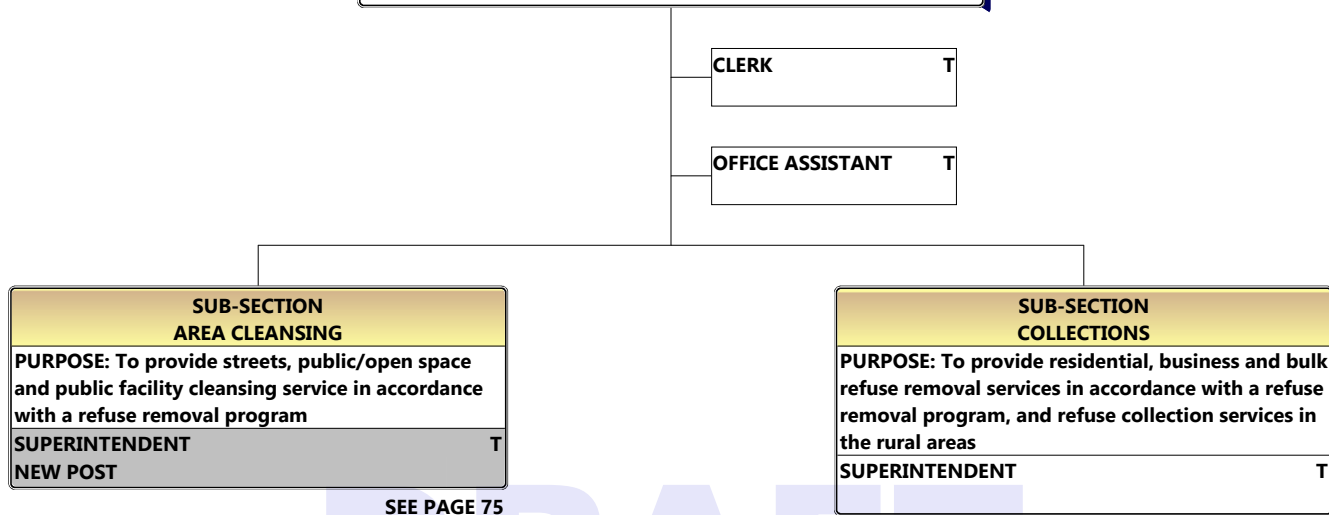 CLERK T
OFFICE ASSISTANT T
SUB-SECTION
AREA CLEANSING
PURPOSE: To provide streets, public/open space
and public facility cleansing service in accordance
with a refuse removal program
SUPERINTENDENT T
NEW POST
SEE PAGE 75
SUB-SECTION
COLLECTIONS
PURPOSE: To provide residential, business and bulk
refuse removal services in accordance with a refuse
removal program, and refuse collection services in
the rural areas
SUPERINTENDENT T